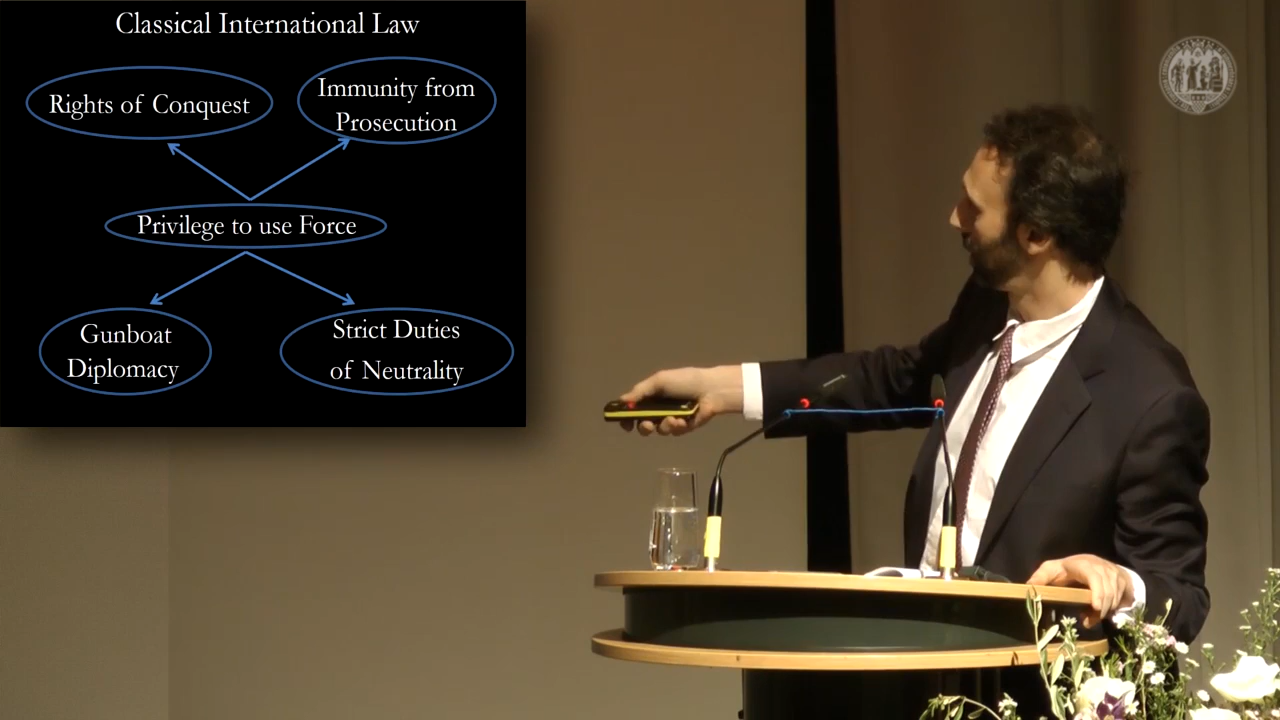 Classical International Law
Rights of Conquest
Immunity from
Prosecution
Privilege to use Force
Gunboat
Diplomacy
Strict Duties
of Neutrality